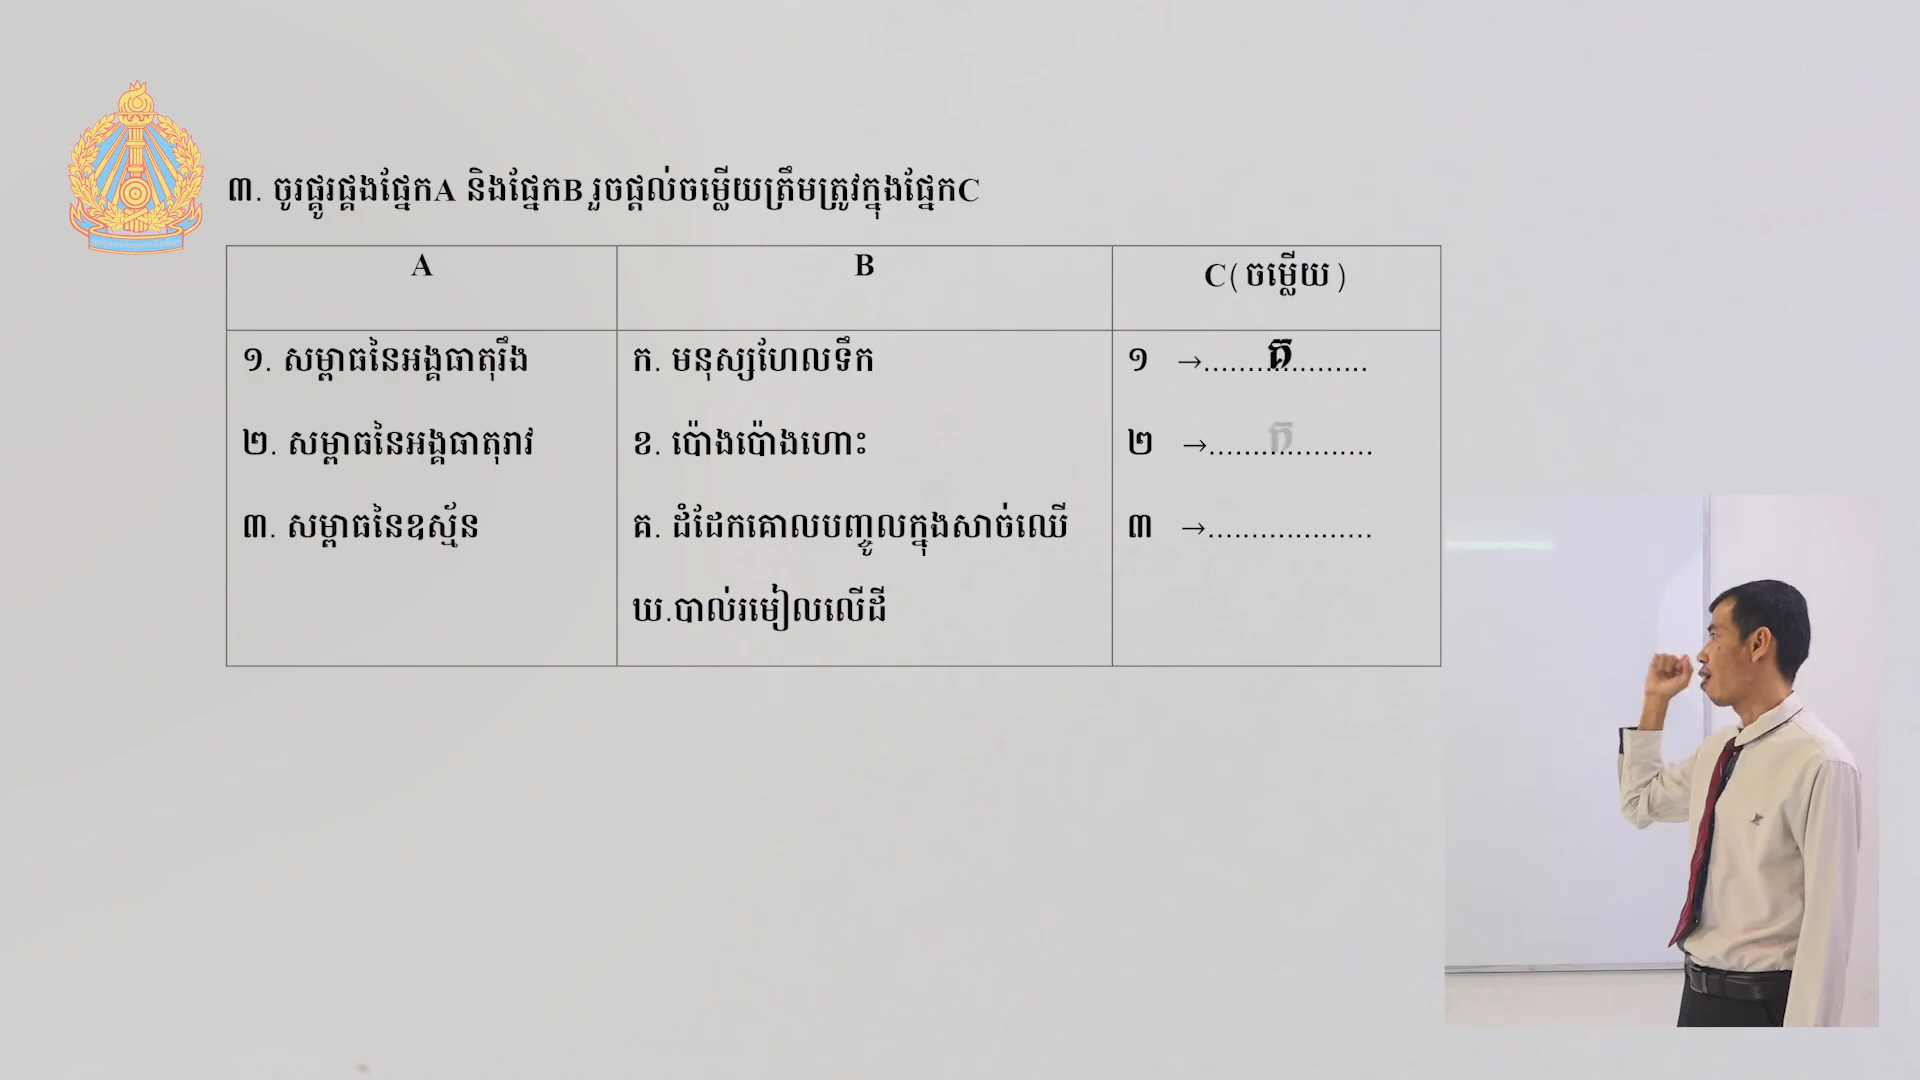 ៣. ចូរផ្គូរផ្គងផ្នែកA និងផ្នែកB រួចផ្តល់ចម្លើយត្រឹមត្រូវក្នុងផ្នែកC
A
B
C(ចម្លើយ)
១. សម្ពាធនៃអង្គធាតុរឹង
ក. មនុស្សហែលទឹក
១ →........គ..........
២. សម្ពាធនៃអង្គធាតុរាវ
ខ. ប៉ោងប៉ោងហោះ
២ →........ក..........
៣. សម្ពាធនៃឧស្ម័ន
គ. ដំដែកគោលបញ្ចូលក្នុងសាច់ឈើ
៣ →...................
ឃ.បាល់រមៀលលើដី